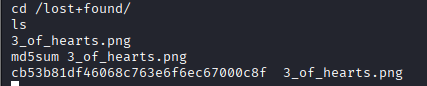 cd /lost+found/
ls
3_of_hearts.png
md5sum 3_of_hearts.png
cb53b81df46068c763e6f6ec67000c8f  3_of_hearts.png